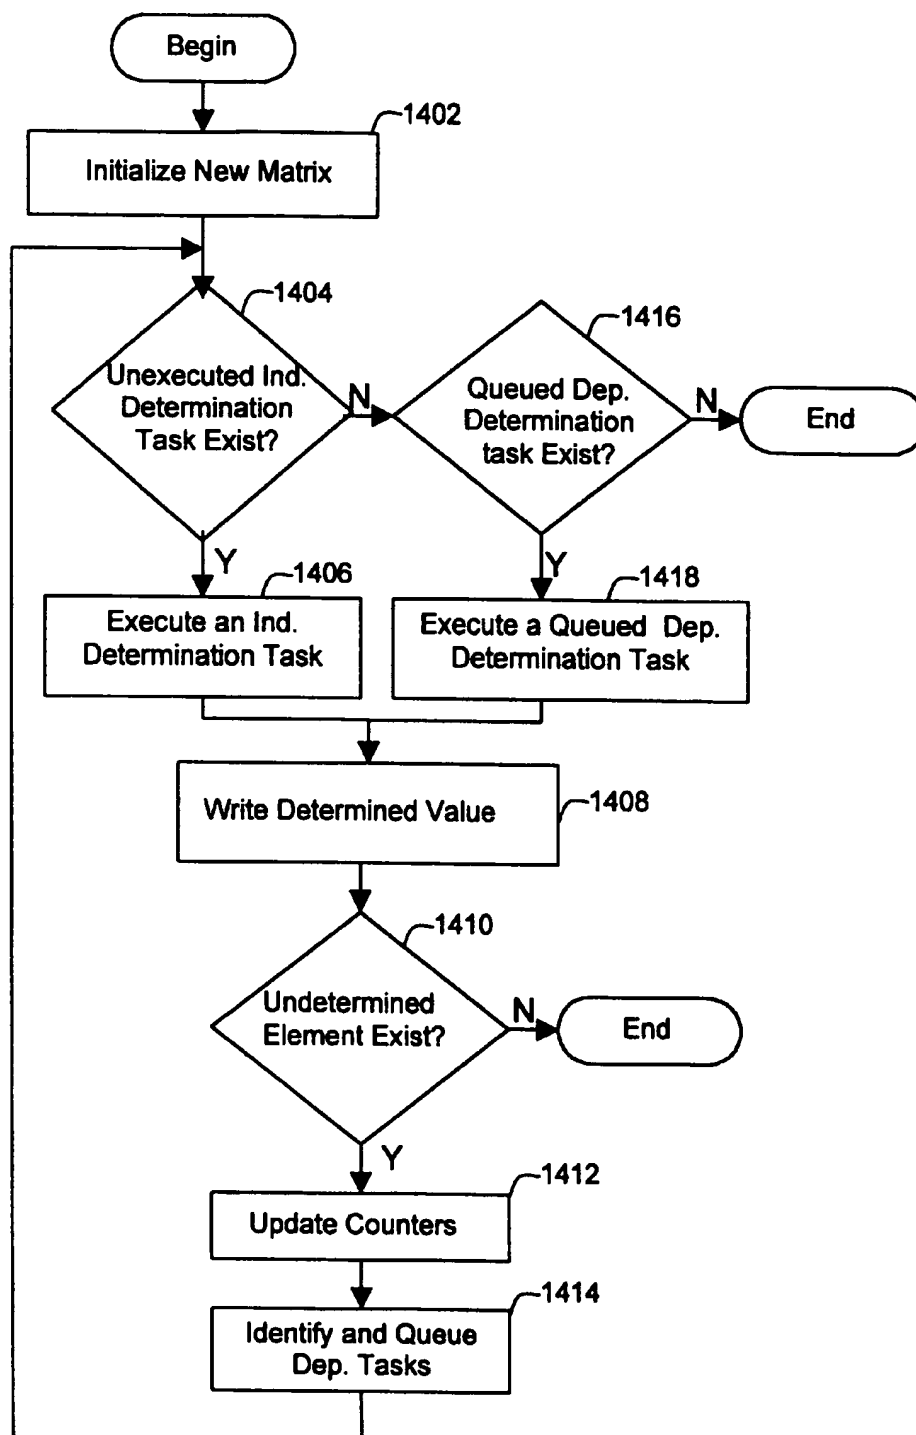 Begin
1402
Initialize New Matrix
1404
Unexecuted Ind.
Determination
Task Exist?
N
1416
Queued Dep.
Determination
task Exist?
N
End
Y
Y
1406
Execute an Ind.
Determination Task
1418
Execute a Queued Dep.
Determination Task
Write Determined Value
1408
1410
Undetermined
Element Exist?
N
End
Y
1412
Update Counters
1414
Identify and Queue
Dep. Tasks